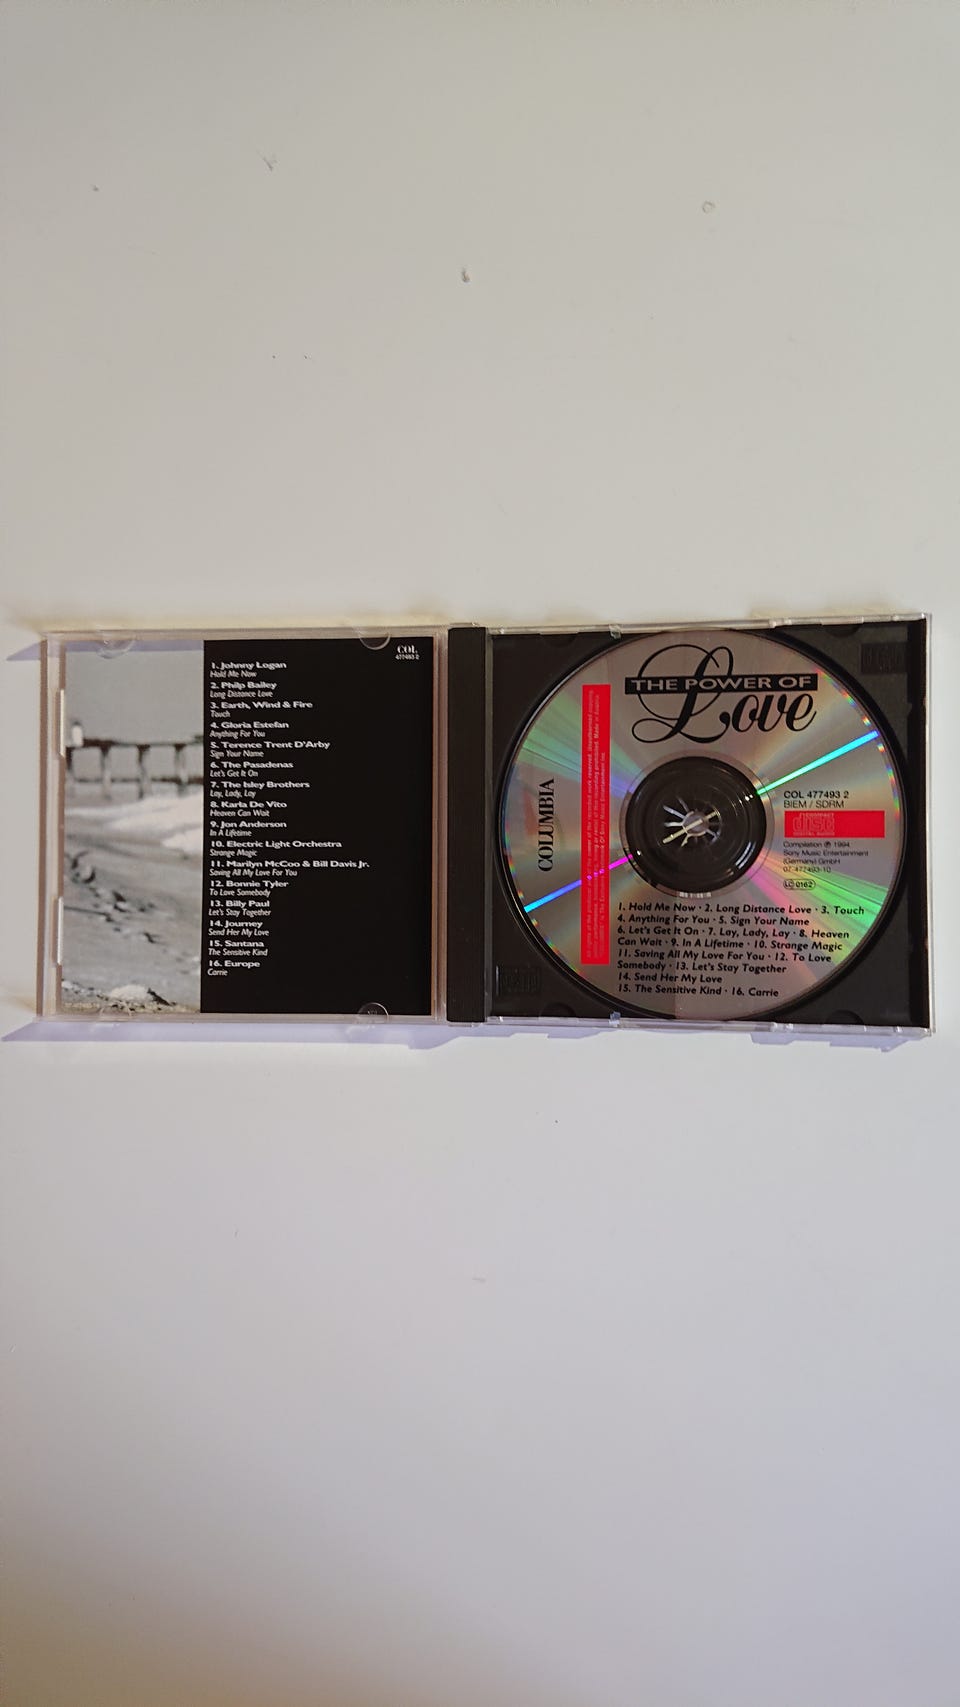 COL
477493 2
1. Johnny Logan
Hold Me Now
2. Philp Bailey
Long Distance Love
3. Earth, Wind & Fire
Touch
4. Gloria Estefan
Anything For You
5. Terence Trent D'Arby
Sign Your Name
6. The Pasadenas
Let's Get It On
7. The Isley Brothers
Lay, Lady, Lay
8. Karla De Vito
Heaven Can Wait
9. Jon Anderson
In A Lifetime
10. Electric Light Orchestra
Strange Magic
11. Marilyn McCoo & Bill Davis Jr.
Saving All My Love For You
12. Bonnie Tyler
To Love Somebody
13. Billy Paul
Let's Stay Together
14. Journey
Send Her My Love
15. Santana
The Sensitive Kind
16. Europe
Carrie
THE POWER OF
Love
COLUMBIA
COL 477493 2
BIEM / SDRM
COMPACT
disc
DIGITAL AUDIO
Compilation ℗ 1994
Sony Music Entertainment
(Germany) GmbH
07-477493-10
LC 0162
1. Hold Me Now · 2. Long Distance Love · 3. Touch
4. Anything For You · 5. Sign Your Name
6. Let's Get It On · 7. Lay, Lady, Lay · 8. Heaven
Can Wait · 9. In A Lifetime · 10. Strange Magic
11. Saving All My Love For You · 12. To Love
Somebody · 13. Let's Stay Together
14. Send Her My Love
15. The Sensitive Kind · 16. Carrie